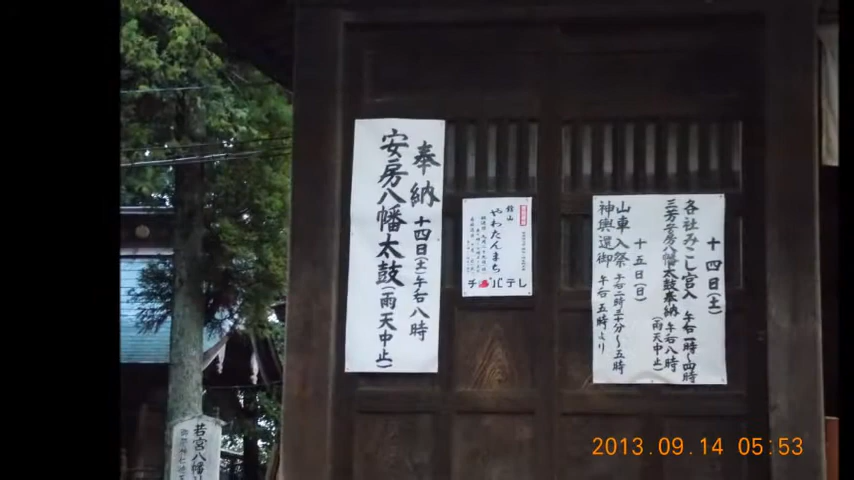 奉納
十四日(土)午后八時
安房八幡太鼓(雨天中止)
館山
やわたんまち
チバテレ
十四日(土)
各社みこし宮入 午后一時〜四時
三芳安房八幡太鼓奉納 午后八時
(雨天中止)
十五日(日)
山車入祭 午后二時三十分〜五時
神輿還御 午后五時より
若宮八幡
2013.09.14 05:53